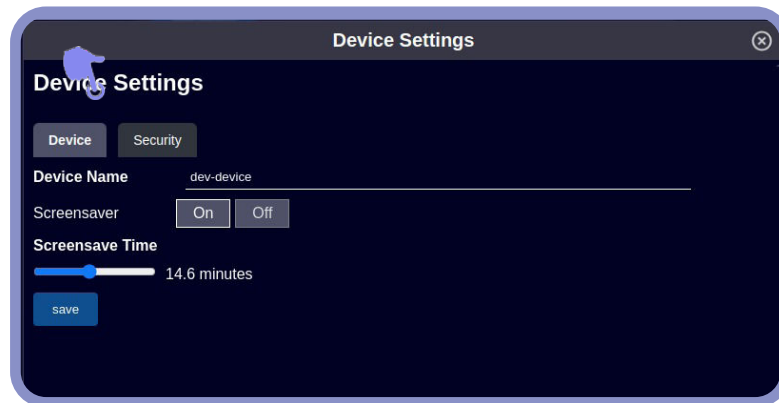 Device Settings
Device Settings
Device Security
Device Name dev-device
Screensaver On Off
Screensave Time
14.6 minutes
save